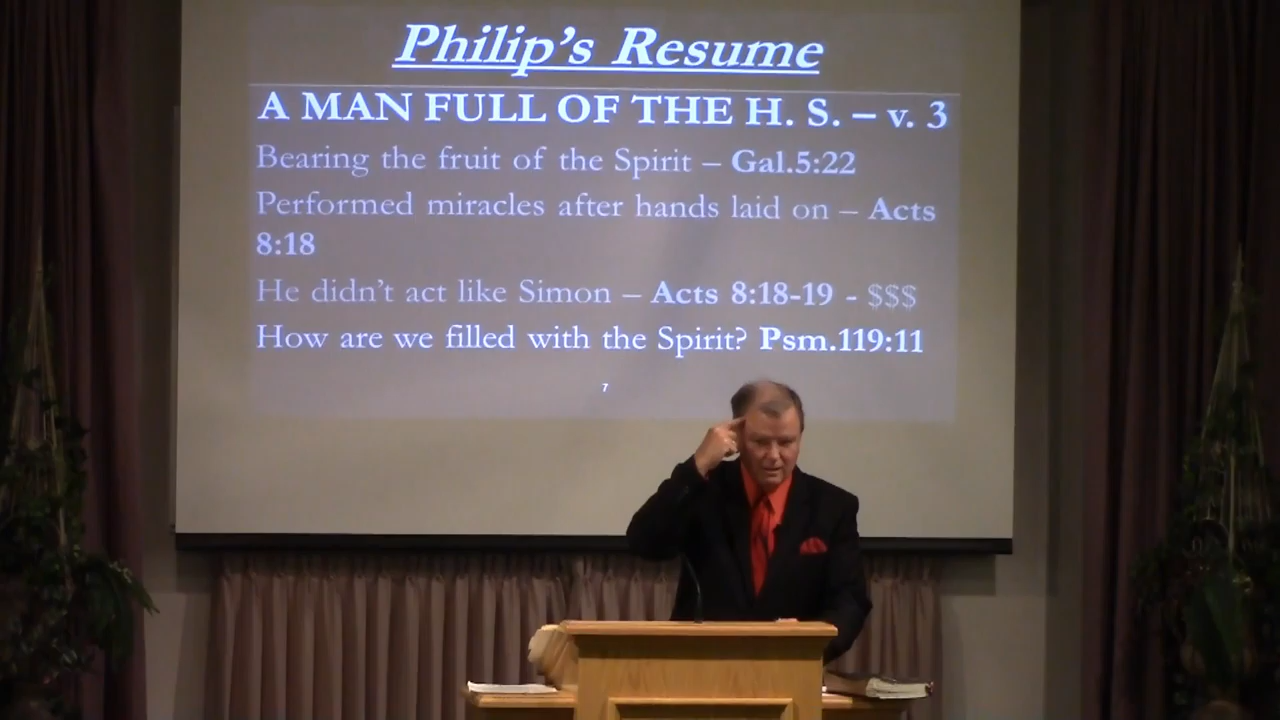 Philip's Resume
A MAN FULL OF THE H. S. – v. 3
Bearing the fruit of the Spirit – Gal.5:22
Performed miracles after hands laid on – Acts
8:18
He didn't act like Simon – Acts 8:18-19 - $$$
How are we filled with the Spirit? Psm.119:11
7